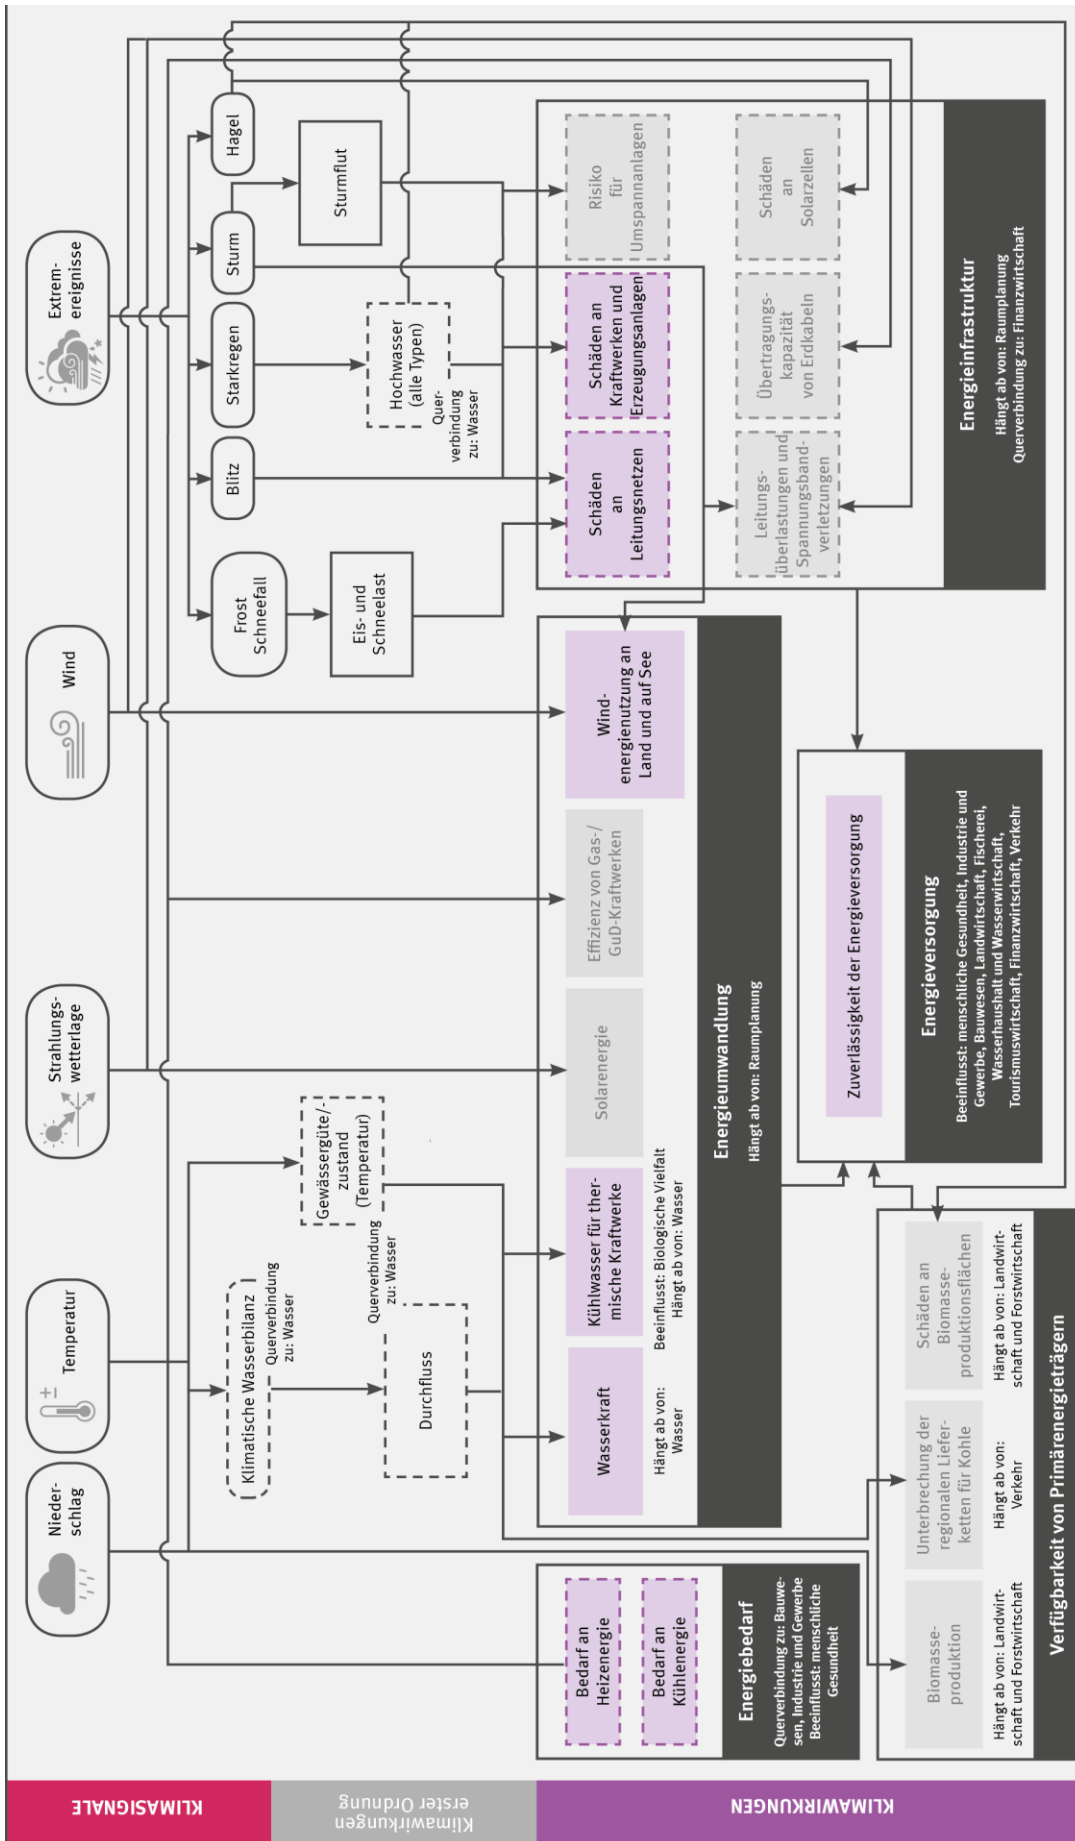 KLIMASIGNALE
Klimawirkungen
erster Ordnung
KLIMAWIRKUNGEN
Nieder-
schlag
Temperatur
Strahlungs-
wetterlage
Wind
Extrem-
ereignisse
Frost
Schneefall
Blitz
Starkregen
Sturm
Hagel
Klimatische Wasserbilanz
Querverbindung
zu: Wasser
Gewässergüte/-
zustand
(Temperatur)
Querverbindung
zu: Wasser
Durchfluss
Eis- und
Schneelast
Hochwasser
(alle Typen)
Quer-
verbindung
zu: Wasser
Sturmflut
Bedarf an
Heizenergie
Bedarf an
Kühlenergie
Energiebedarf
Querverbindung zu: Bauwe-
sen, Industrie und Gewerbe
Beeinflusst: menschliche
Gesundheit
Wasserkraft
Hängt ab von:
Wasser
Kühlwasser für ther-
mische Kraftwerke
Beeinflusst: Biologische Vielfalt
Hängt ab von: Wasser
Solarenergie
Effizienz von Gas-/
GuD-Kraftwerken
Wind-
energienutzung an
Land und auf See
Energieumwandlung
Hängt ab von: Raumplanung
Schäden
an
Leitungsnetzen
Schäden an
Kraftwerken und
Erzeugungsanlagen
Risiko
für
Umspannanlagen
Leitungs-
überlastungen und
Spannungsband-
verletzungen
Übertragungs-
kapazität
von Erdkabeln
Schäden
an
Solarzellen
Energieinfrastruktur
Hängt ab von: Raumplanung
Querverbindung zu: Finanzwirtschaft
Biomasse-
produktion
Hängt ab von: Landwirt-
schaft und Forstwirtschaft
Unterbrechung der
regionalen Liefer-
ketten für Kohle
Hängt ab von:
Verkehr
Schäden an
Biomasse-
produktionsflächen
Hängt ab von: Landwirt-
schaft und Forstwirtschaft
Verfügbarkeit von Primärenergieträgern
Zuverlässigkeit der Energieversorgung
Energieversorgung
Beeinflusst: menschliche Gesundheit, Industrie und
Gewerbe, Bauwesen, Landwirtschaft, Fischerei,
Wasserhaushalt und Wasserwirtschaft,
Tourismuswirtschaft, Finanzwirtschaft, Verkehr